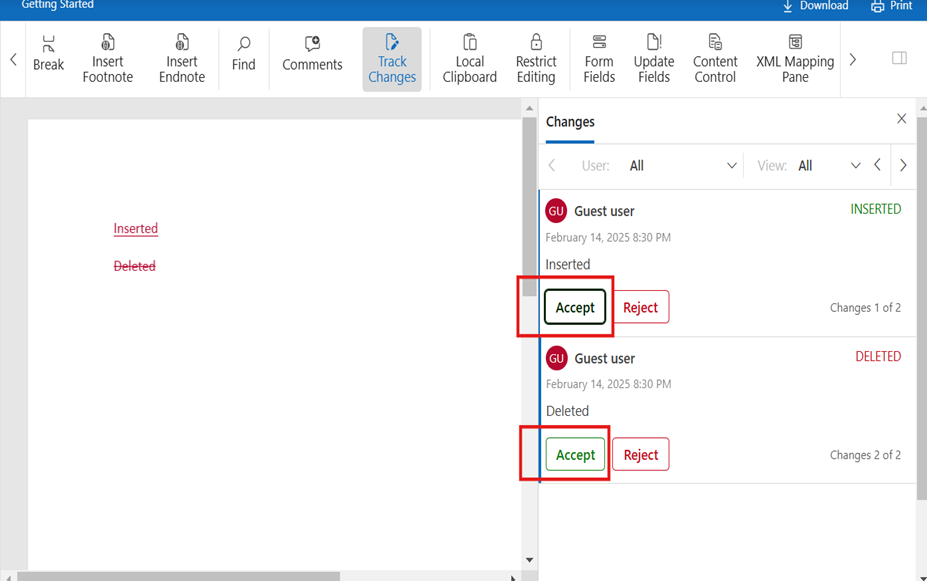 Getting Started
Download
Print
Break
Insert
Footnote
Insert
Endnote
Find
Comments
Track
Changes
Local
Clipboard
Restrict
Editing
Form
Fields
Update
Fields
Content
Control
XML Mapping
Pane
Inserted
Deleted
Changes
User: All
View: All
GU Guest user INSERTED
February 14, 2025 8:30 PM
Inserted
Accept Reject Changes 1 of 2
GU Guest user DELETED
February 14, 2025 8:30 PM
Deleted
Accept Reject Changes 2 of 2